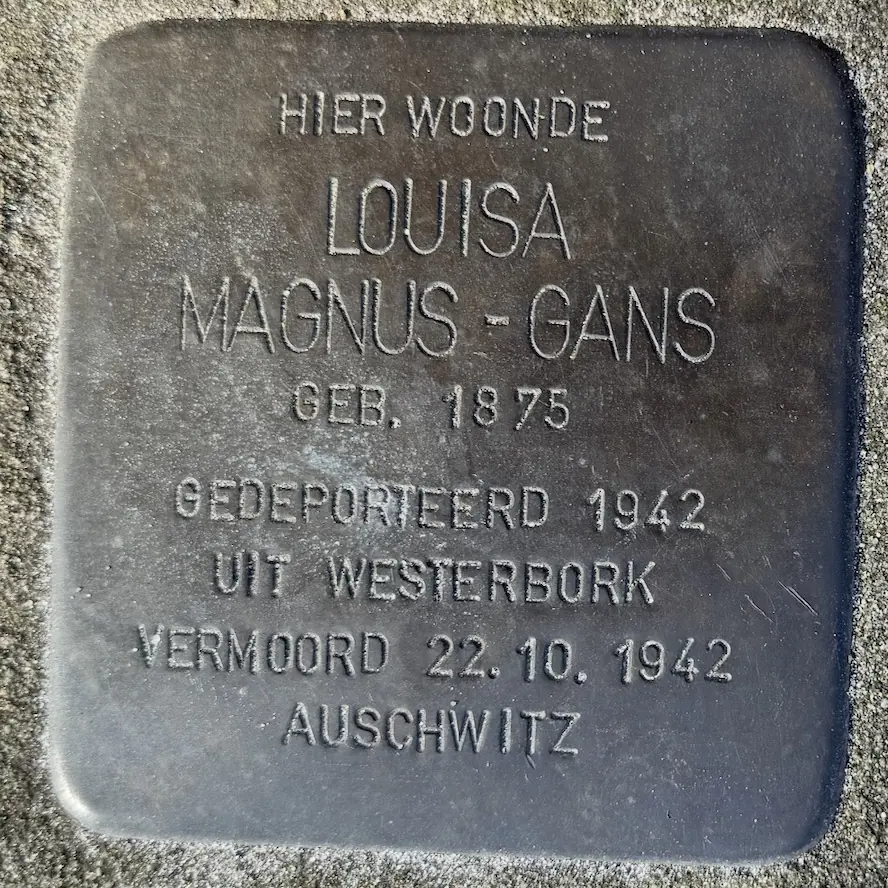 HIER WOONDE
LOUISA
MAGNUS - GANS
GEB. 1875
GEDEPORTEERD 1942
UIT WESTERBORK
VERMOORD 22.10.1942
AUSCHWITZ